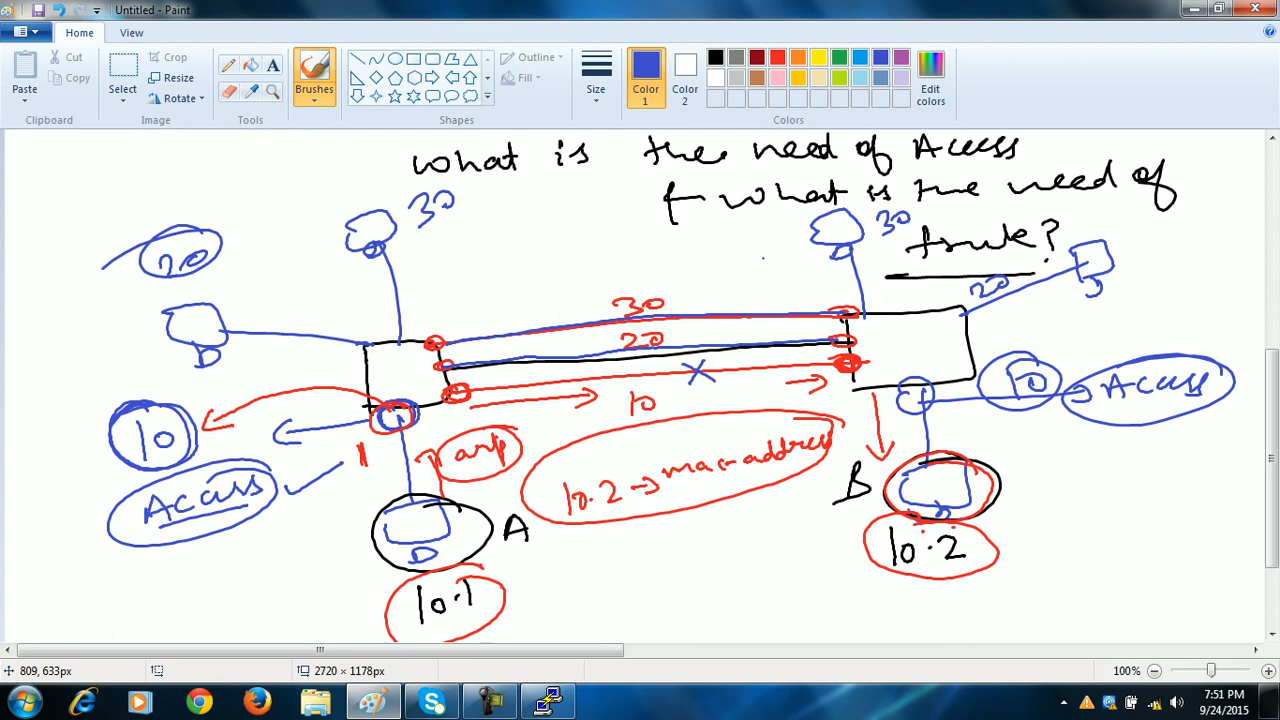 Untitled - Paint
Home
View
Paste
Cut
Copy
Clipboard
Select
Crop
Resize
Rotate
Image
Tools
Brushes
Outline
Fill
Shapes
Size
Color 1
Color 2
Edit colors
Colors
what is the need of Access
what is the need of
trunk?
30
30
20
20
30
20
10
10
Access
10
Access
arp
10.2 → mac-address
A
B
10.1
10.2
809, 633px
2720 × 1178px
100%
7:51 PM
9/24/2015